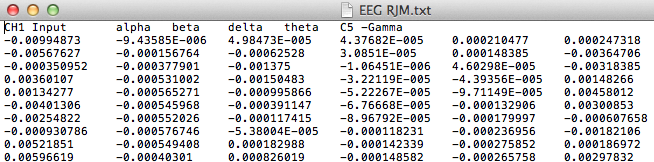 EEG RJM.txt
CH1 Input alpha beta delta theta C5 -Gamma
-0.00994873 -9.43585E-006 4.98473E-005 4.37682E-005 0.000210477 0.000247318
-0.00567627 -0.000156764 -0.00062528 3.0851E-005 0.000148385 -0.00364706
-0.000350952 -0.000377901 -0.001375 -1.06451E-006 4.60298E-005 -0.00318385
0.00360107 -0.000531002 -0.00150483 -3.22119E-005 -4.39356E-005 0.00148266
0.00134277 -0.000565271 -0.000995866 -5.22267E-005 -9.71149E-005 0.00458012
-0.00401306 -0.000545968 -0.000391147 -6.76668E-005 -0.000132906 0.00300853
-0.00254822 -0.000552026 -0.000117415 -8.96792E-005 -0.000179997 -0.000607658
-0.000930786 -0.000576746 -5.38004E-005 -0.000118231 -0.000236956 -0.00182106
0.00521851 -0.000549408 0.000182988 -0.000142339 -0.000275852 0.000186972
0.00596619 -0.00040301 0.000826019 -0.000148582 -0.000265758 0.00297832